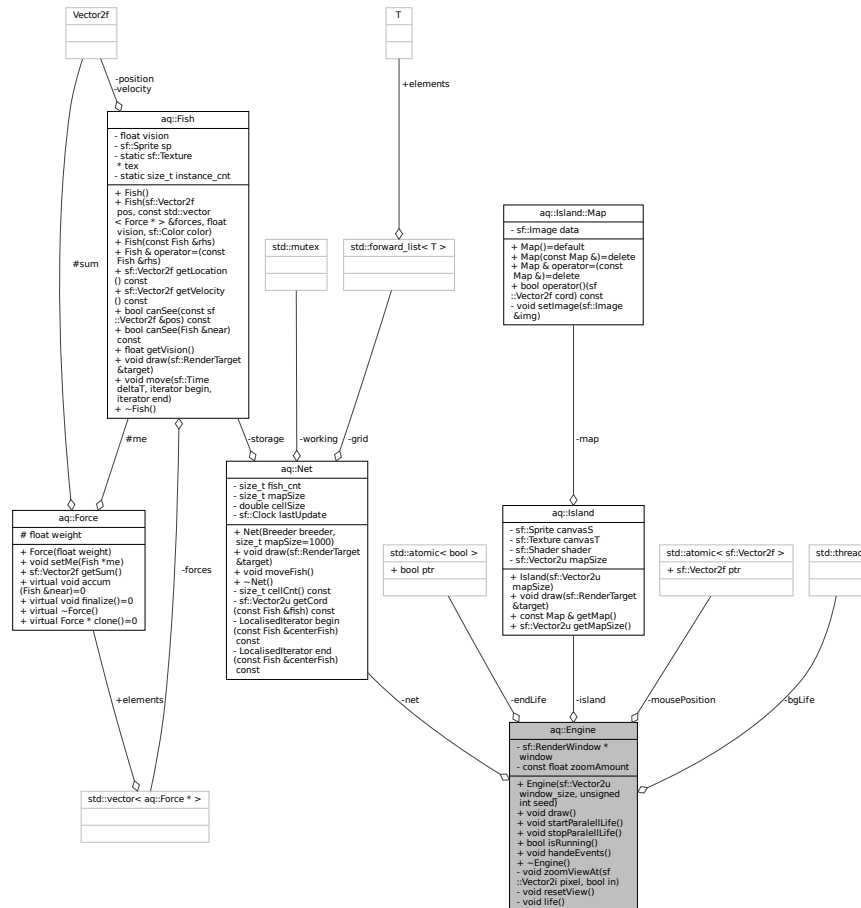 Vector2f
T
-position
-velocity
+elements
aq::Fish
- float vision
- sf::Sprite sp
- static sf::Texture
* tex
- static size_t instance_cnt
+ Fish()
+ Fish(sf::Vector2f
pos, const std::vector
< Force * > &forces, float
vision, sf::Color color)
+ Fish(const Fish &rhs)
+ Fish & operator=(const
Fish &rhs)
+ sf::Vector2f getLocation
() const
+ sf::Vector2f getVelocity
() const
+ bool canSee(const sf
::Vector2f &pos) const
+ bool canSee(Fish &near)
const
+ float getVision()
+ void draw(sf::RenderTarget
&target)
+ void move(sf::Time
deltaT, iterator begin,
iterator end)
+ ~Fish()
aq::Island::Map
- sf::Image data
+ Map()=default
+ Map(const Map &)=delete
+ Map & operator=(const
Map &)=delete
+ bool operator()(sf
::Vector2f cord) const
- void setImage(sf::Image
&img)
std::mutex
std::forward_list< T >
#sum
#me
-storage
-working
-grid
-map
aq::Net
- size_t fish_cnt
- size_t mapSize
- double cellSize
- sf::Clock lastUpdate
+ Net(Breeder breeder,
size_t mapSize=1000)
+ void draw(sf::RenderTarget
&target)
+ void moveFish()
+ ~Net()
- size_t cellCnt() const
- sf::Vector2u getCord
(const Fish &fish) const
- LocalisedIterator begin
(const Fish &centerFish)
const
- LocalisedIterator end
(const Fish &centerFish)
const
aq::Force
# float weight
+ Force(float weight)
+ void setMe(Fish *me)
+ sf::Vector2f getSum()
+ virtual void accum
(Fish &near)=0
+ virtual void finalize()=0
+ virtual ~Force()
+ virtual Force * clone()=0
-forces
aq::Island
- sf::Sprite canvasS
- sf::Texture canvasT
- sf::Shader shader
- sf::Vector2u mapSize
+ Island(sf::Vector2u
mapSize)
+ void draw(sf::RenderTarget
&target)
+ const Map & getMap()
+ sf::Vector2u getMapSize()
std::atomic< bool >
+ bool ptr
std::atomic< sf::Vector2f >
+ sf::Vector2f ptr
std::thread
+elements
-net
-endLife
-island
-mousePosition
-bgLife
std::vector< aq::Force * >
aq::Engine
- sf::RenderWindow *
window
- const float zoomAmount
+ Engine(sf::Vector2u
window_size, unsigned
int seed)
+ void draw()
+ void startParalellLife()
+ void stopParalellLife()
+ bool isRunning()
+ void handeEvents()
+ ~Engine()
- void zoomViewAt(sf
::Vector2i pixel, bool in)
- void resetView()
- void life()